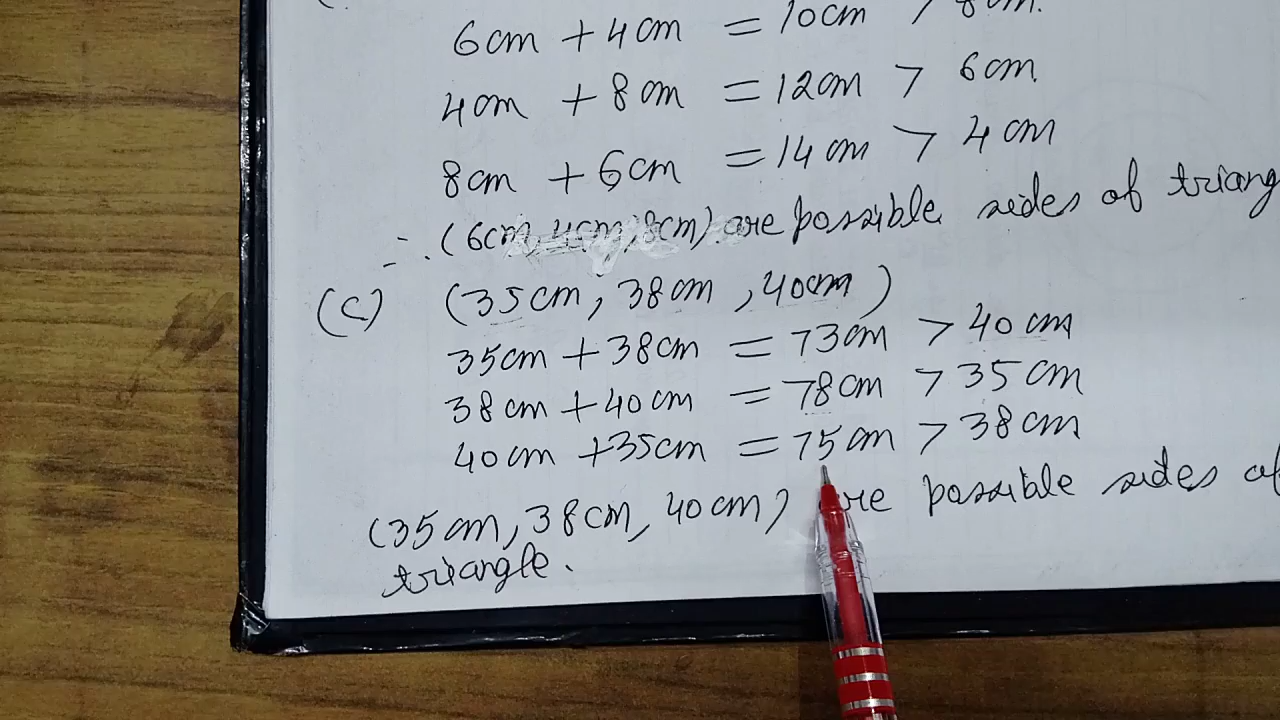 (
6cm + 4cm = 10cm > 8cm.
4cm + 8cm = 12cm > 6cm.
8cm + 6cm = 14cm > 4cm
∴ (6cm, 4cm, 8cm) are possible sides of triang
(C) (35cm, 38cm, 40cm)
35cm + 38cm = 73cm > 40cm
38cm + 40cm = 78cm > 35cm
40cm + 35cm = 75cm > 38cm
(35cm, 38cm, 40cm) are possible sides of
triangle.